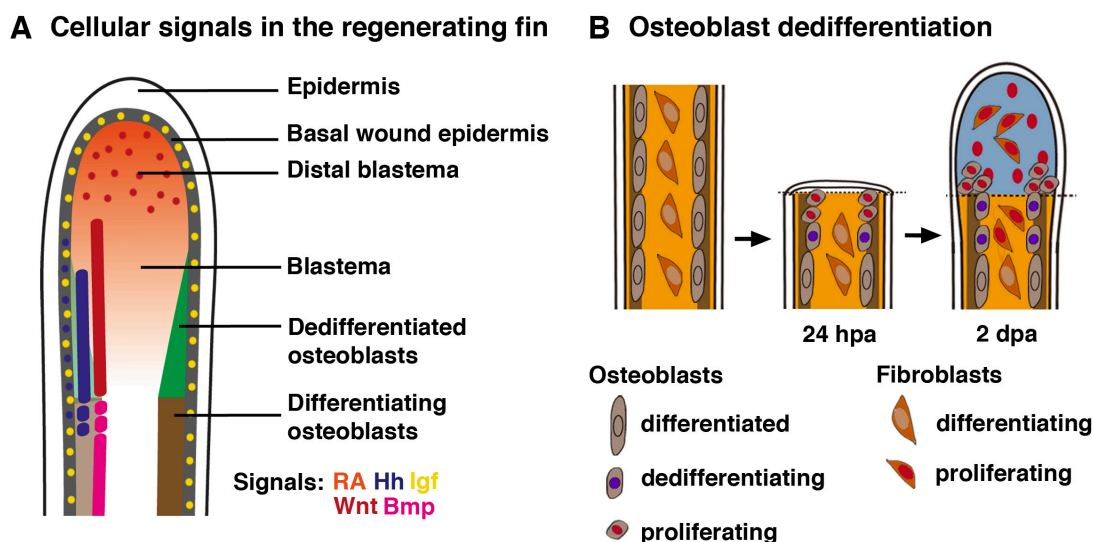 A Cellular signals in the regenerating fin
Epidermis
Basal wound epidermis
Distal blastema
Blastema
Dedifferentiated
osteoblasts
Differentiating
osteoblasts
Signals: RA Hh Igf
Wnt Bmp
B Osteoblast dedifferentiation
24 hpa
2 dpa
Osteoblasts
differentiated
dedifferentiating
proliferating
Fibroblasts
differentiating
proliferating